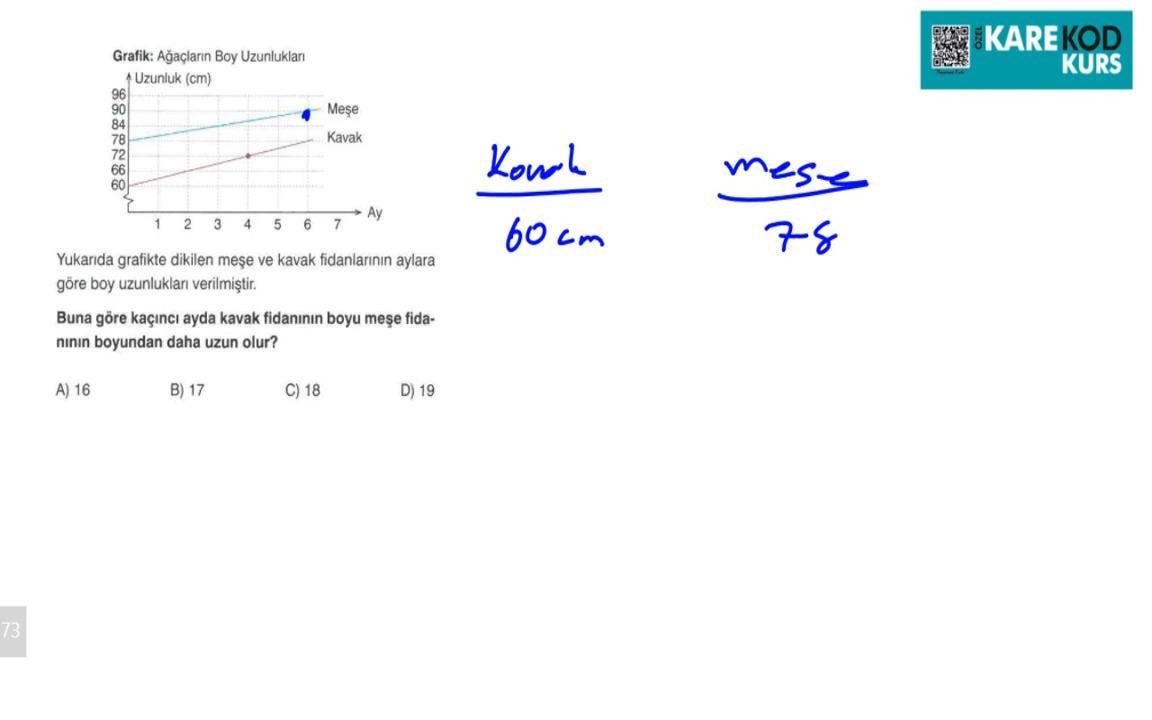 ÖZEL KAREKOD
KURS
Grafik: Ağaçların Boy Uzunlukları
Uzunluk (cm)
96
90
84
78
72
66
60
Meşe
Kavak
1 2 3 4 5 6 7 Ay
Kavak
60 cm
meşe
78
Yukarıda grafikte dikilen meşe ve kavak fidanlarının aylara
göre boy uzunlukları verilmiştir.
Buna göre kaçıncı ayda kavak fidanının boyu meşe fida-
nının boyundan daha uzun olur?
A) 16 B) 17 C) 18 D) 19
73